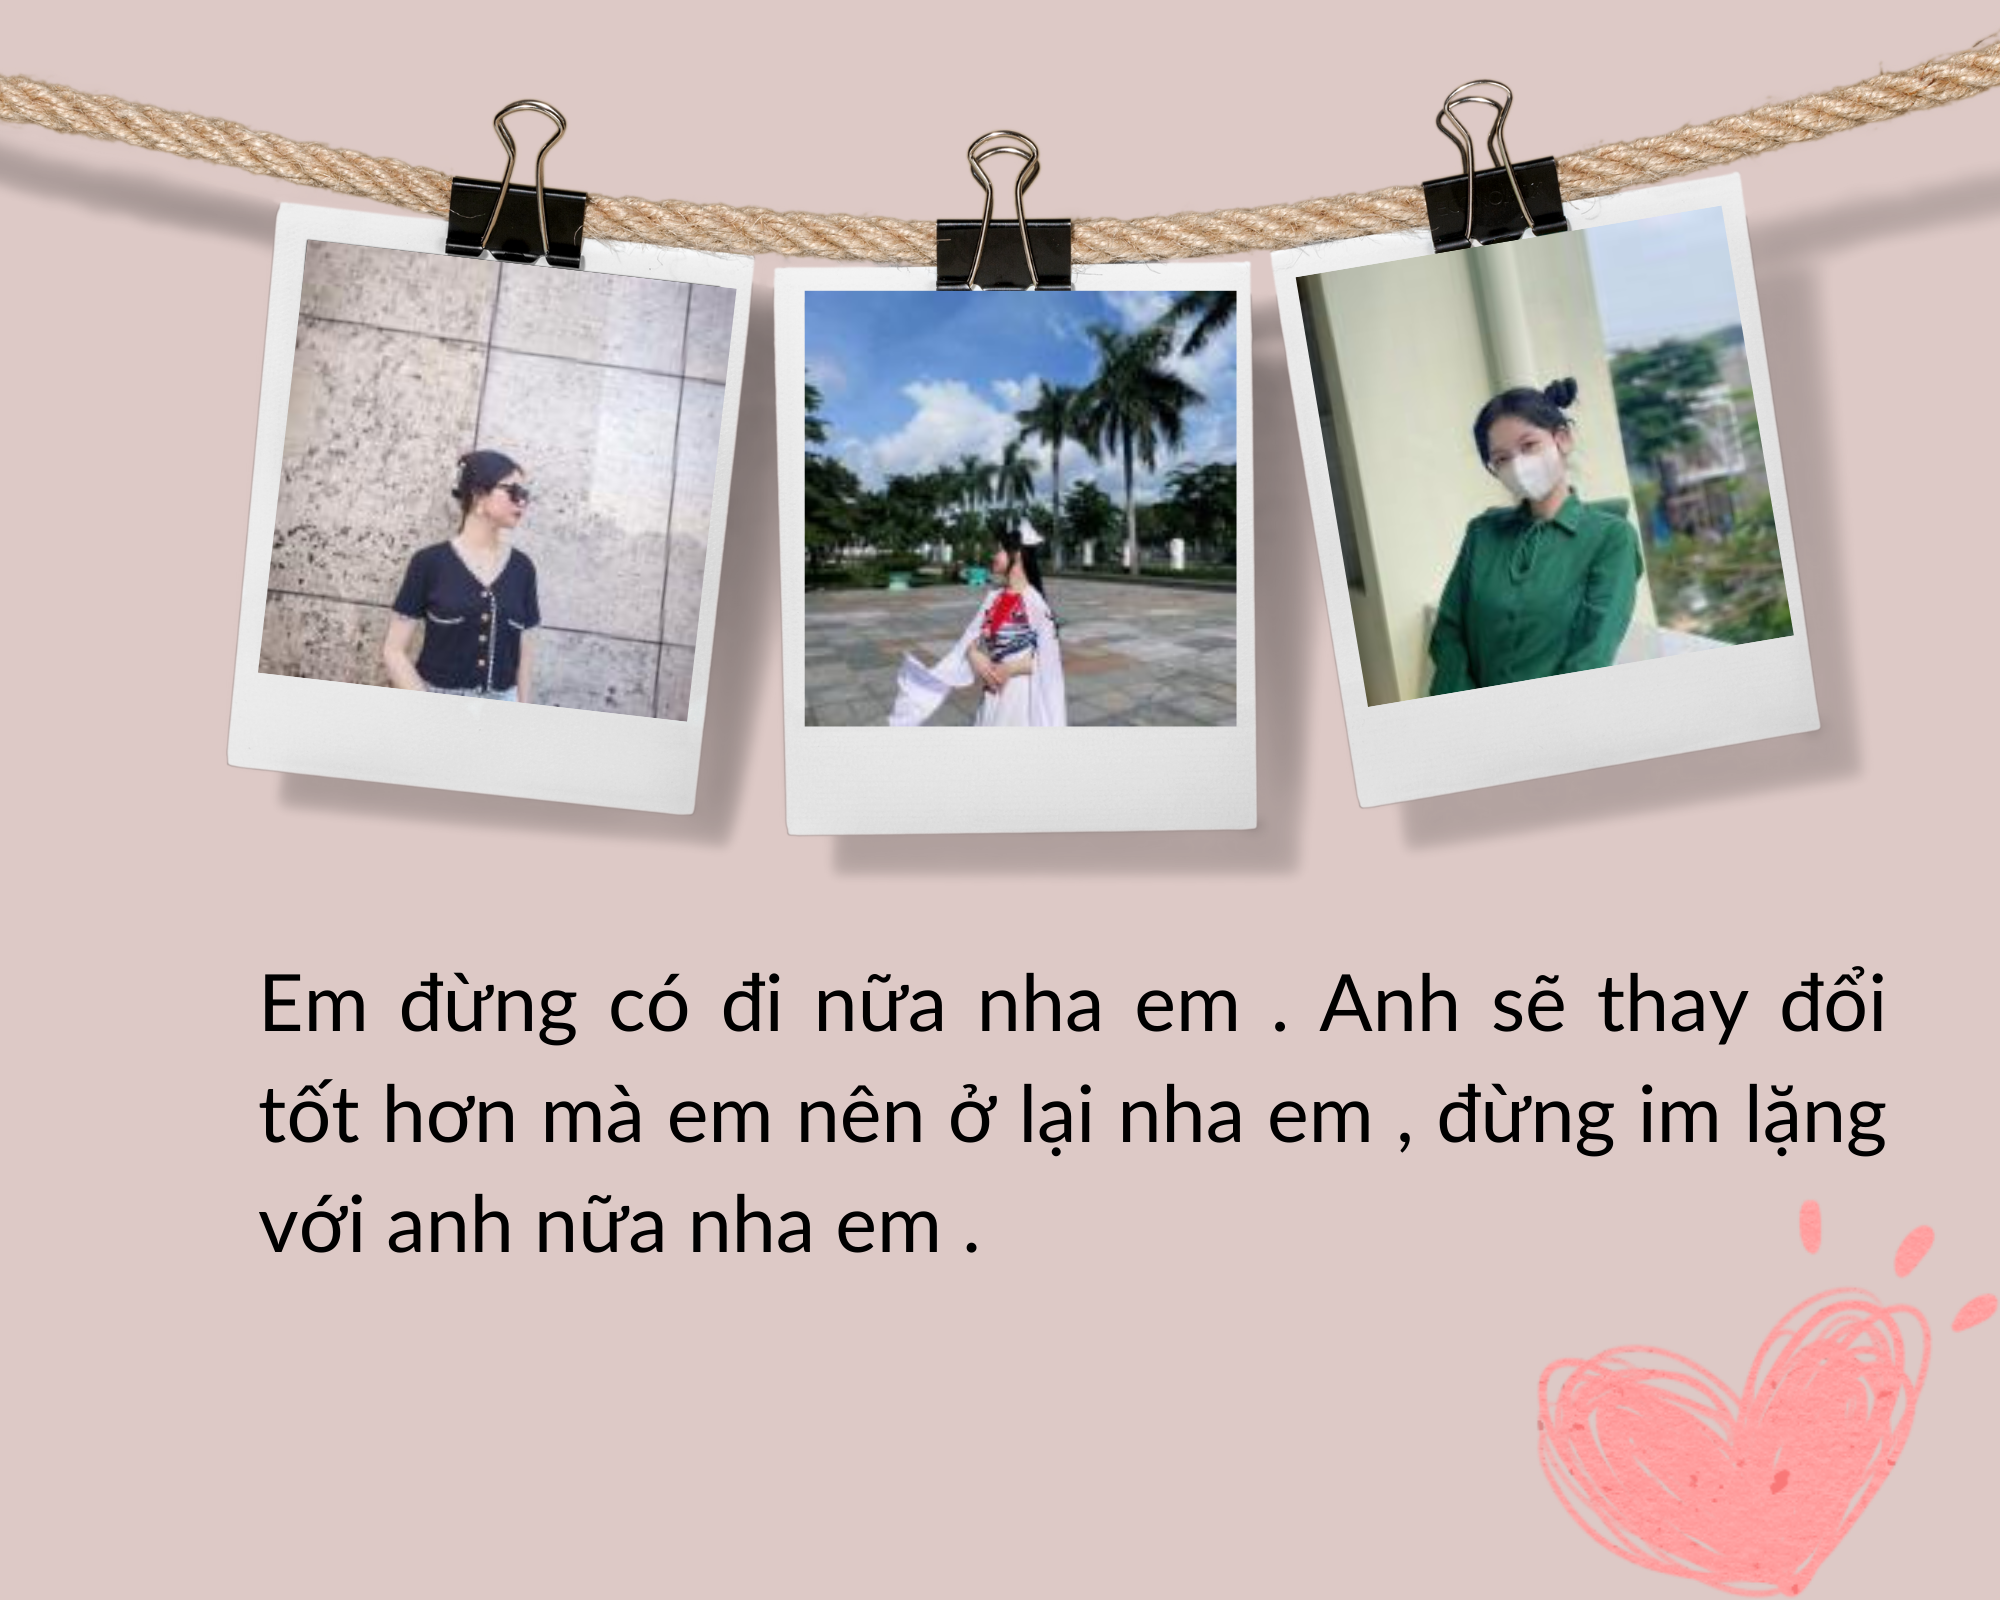 Em đừng có đi nữa nha em . Anh sẽ thay đổi
tốt hơn mà em nên ở lại nha em , đừng im lặng
với anh nữa nha em .